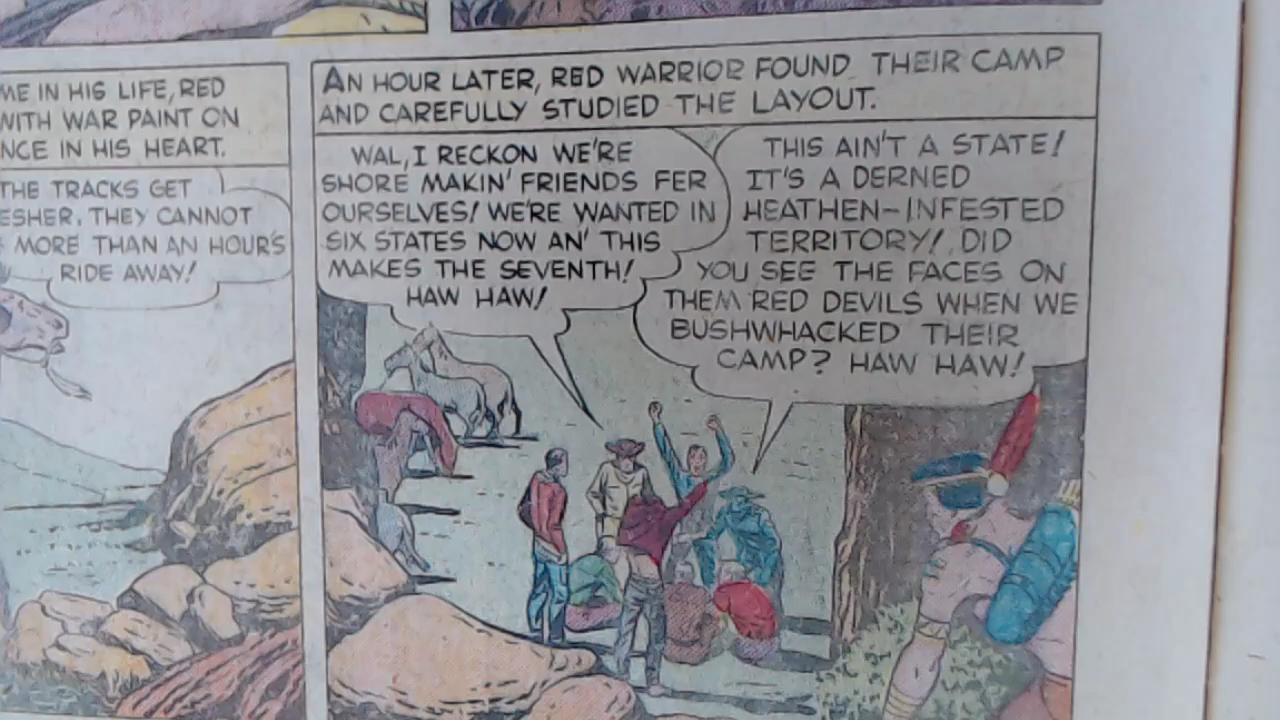 ME IN HIS LIFE, RED
WITH WAR PAINT ON
NCE IN HIS HEART.
THE TRACKS GET
ESHER. THEY CANNOT
MORE THAN AN HOUR'S
RIDE AWAY!
AN HOUR LATER, RED WARRIOR FOUND THEIR CAMP
AND CAREFULLY STUDIED THE LAYOUT.
WAL, I RECKON WE'RE
SHORE MAKIN' FRIENDS FER
OURSELVES! WE'RE WANTED IN
SIX STATES NOW AN' THIS
MAKES THE SEVENTH!
HAW HAW!
THIS AIN'T A STATE!
IT'S A DERNED
HEATHEN-INFESTED
TERRITORY! DID
YOU SEE THE FACES ON
THEM RED DEVILS WHEN WE
BUSHWHACKED THEIR
CAMP? HAW HAW!